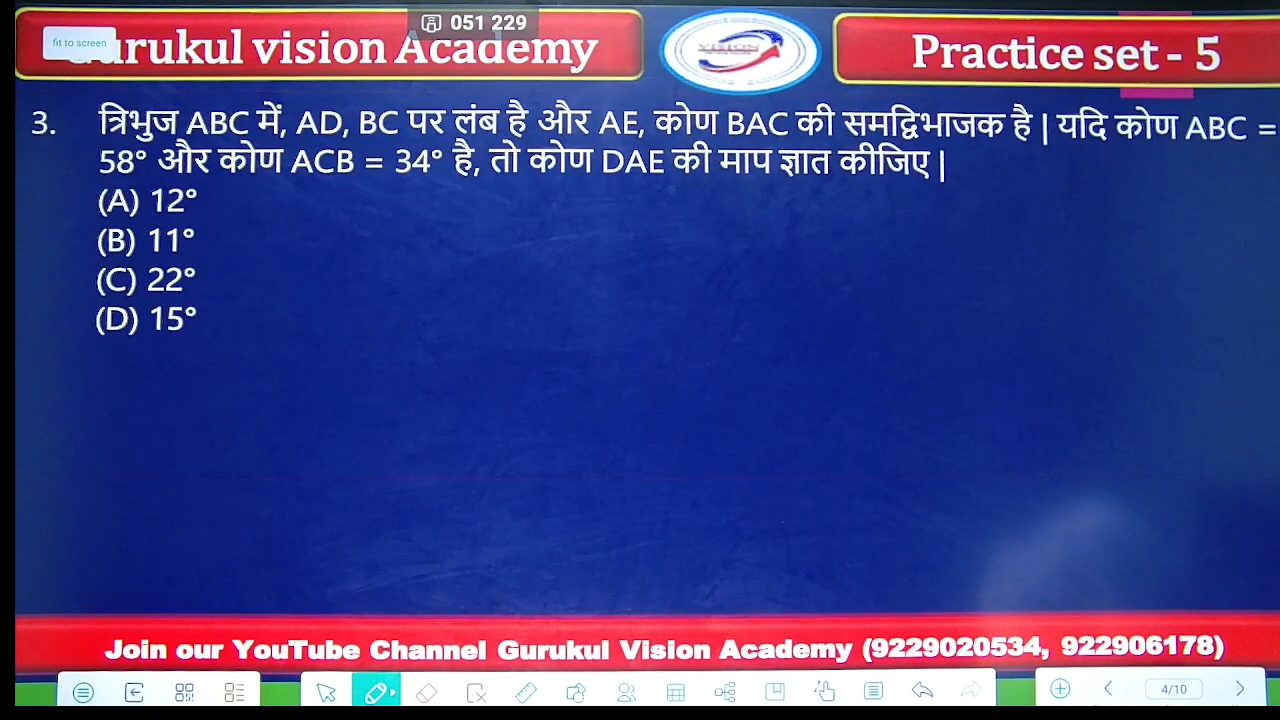 051 229
fit to screen
urukul vision Academy
VISION
Practice set - 5
3. त्रिभुज ABC में, AD, BC पर लंब है और AE, कोण BAC की समद्विभाजक है | यदि कोण ABC =
58° और कोण ACB = 34° है, तो कोण DAE की माप ज्ञात कीजिए |
(A) 12°
(B) 11°
(C) 22°
(D) 15°
Join our YouTube Channel Gurukul Vision Academy (9229020534, 922906178)
4/10